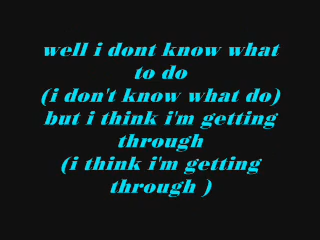 well i dont know what
to do
(i don't know what do)
but i think i'm getting
through
(i think i'm getting
through )